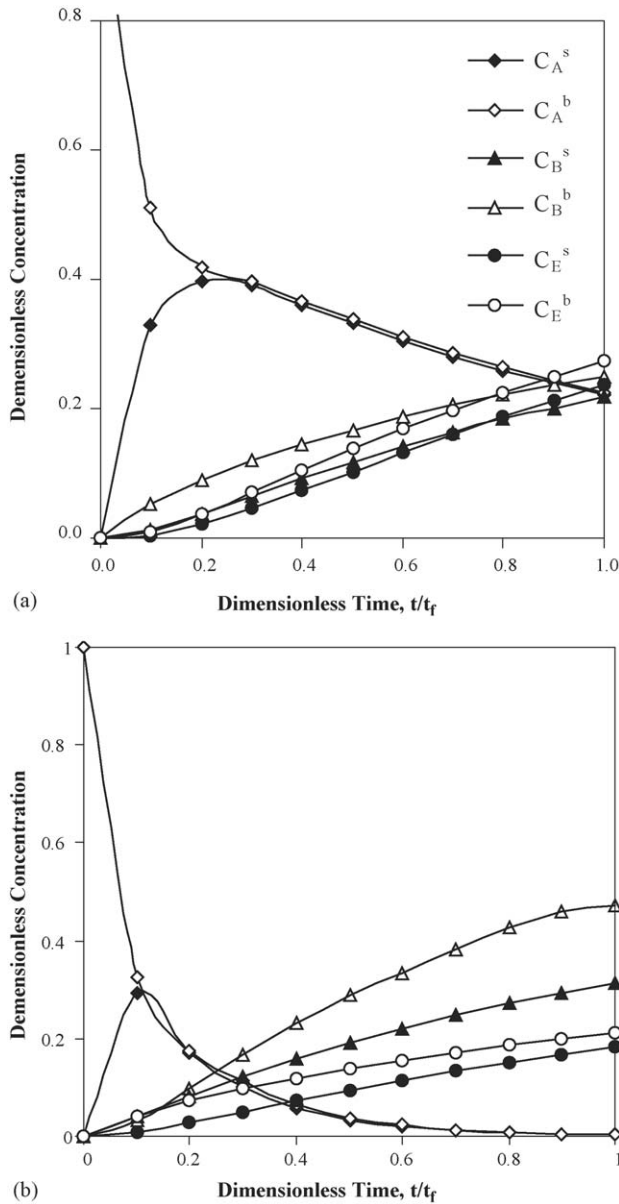 0.8
0.6
0.4
0.2
0.0
Demensionless Concentration
C_A^s
C_A^b
C_B^s
C_B^b
C_E^s
C_E^b
0.0 0.2 0.4 0.6 0.8 1.0
(a) Dimensionless Time, t/t_f
1
0.8
0.6
0.4
0.2
0
Demensionless Concentration
0 0.2 0.4 0.6 0.8 1
(b) Dimensionless Time, t/t_f